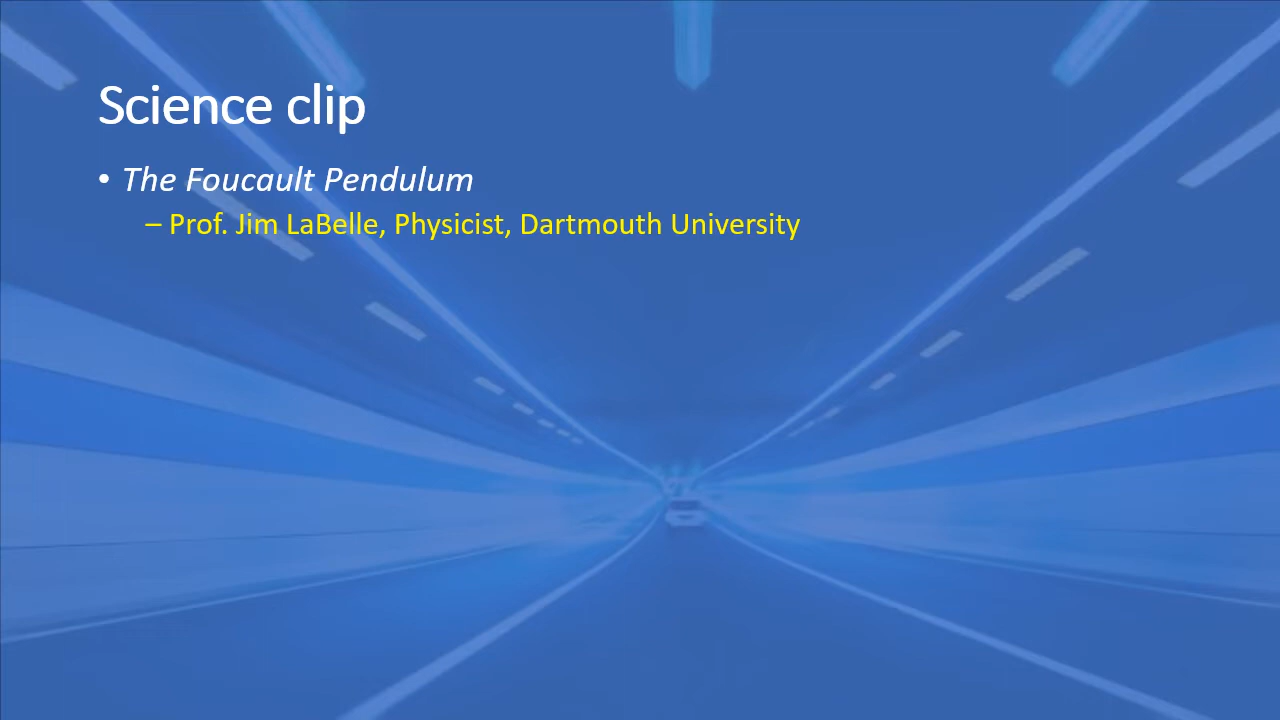 Science clip
• The Foucault Pendulum
– Prof. Jim LaBelle, Physicist, Dartmouth University